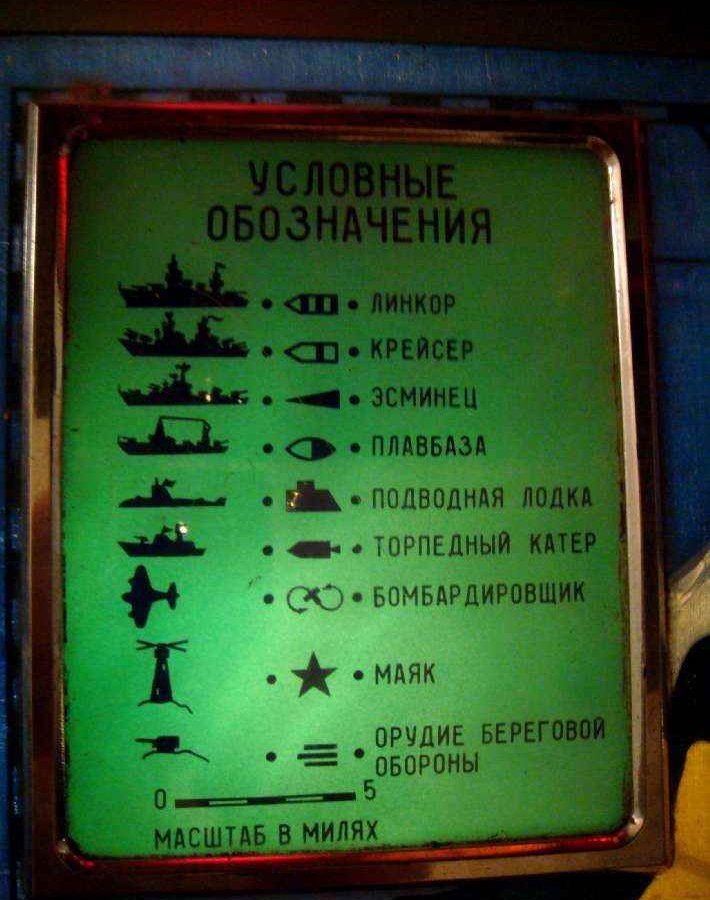 УСЛОВНЫЕ
ОБОЗНАЧЕНИЯ
ЛИНКОР
КРЕЙСЕР
ЭСМИНЕЦ
ПЛАВБАЗА
ПОДВОДНАЯ ЛОДКА
ТОРПЕДНЫЙ КАТЕР
БОМБАРДИРОВЩИК
МАЯК
ОРУДИЕ БЕРЕГОВОЙ
ОБОРОНЫ
0 5
МАСШТАБ В МИЛЯХ